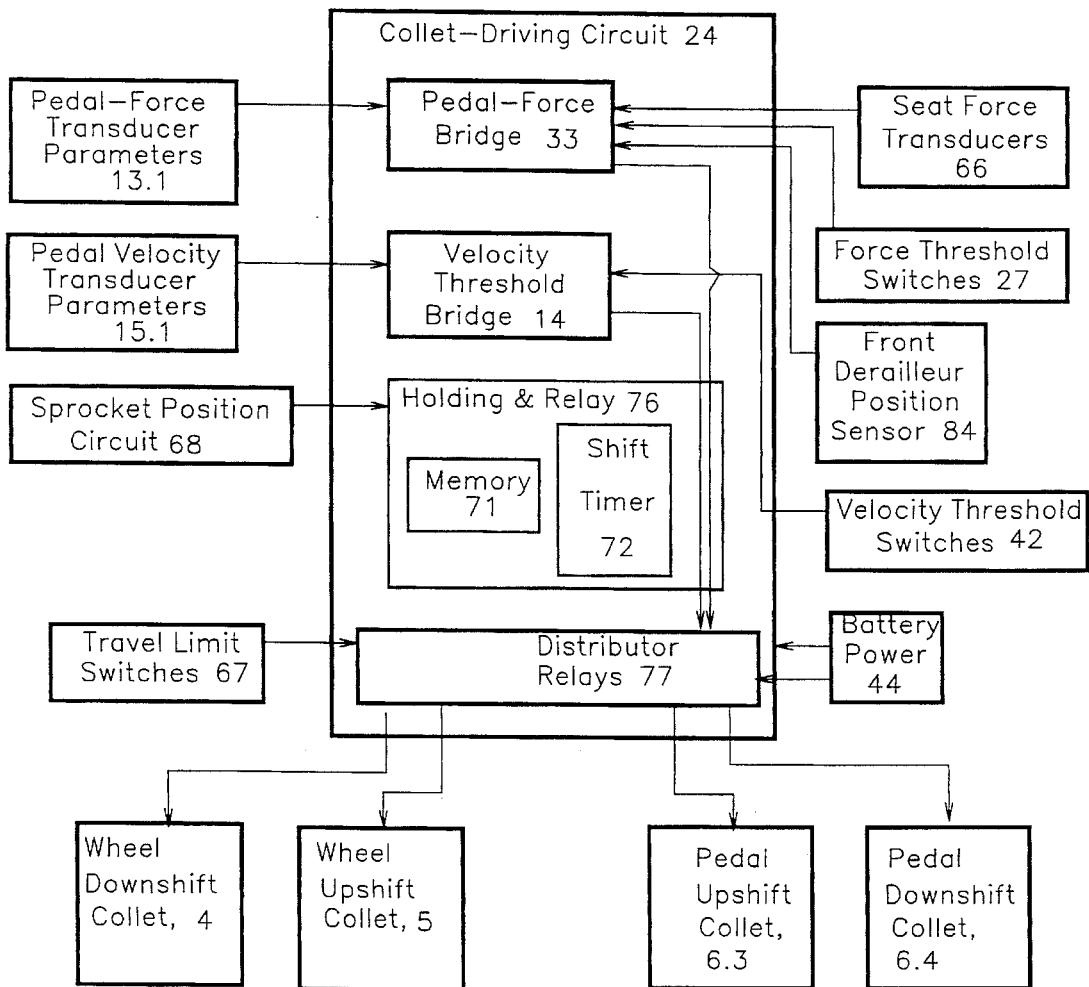 Collet-Driving Circuit 24
Pedal-Force
Transducer
Parameters
13.1
Pedal-Force
Bridge 33
Seat Force
Transducers
66
Pedal Velocity
Transducer
Parameters
15.1
Velocity
Threshold
Bridge 14
Force Threshold
Switches 27
Front
Derailleur
Position
Sensor 84
Sprocket Position
Circuit 68
Holding & Relay 76
Memory
71
Shift
Timer
72
Velocity Threshold
Switches 42
Travel Limit
Switches 67
Distributor
Relays 77
Battery
Power
44
Wheel
Downshift
Collet, 4
Wheel
Upshift
Collet, 5
Pedal
Upshift
Collet,
6.3
Pedal
Downshift
Collet,
6.4